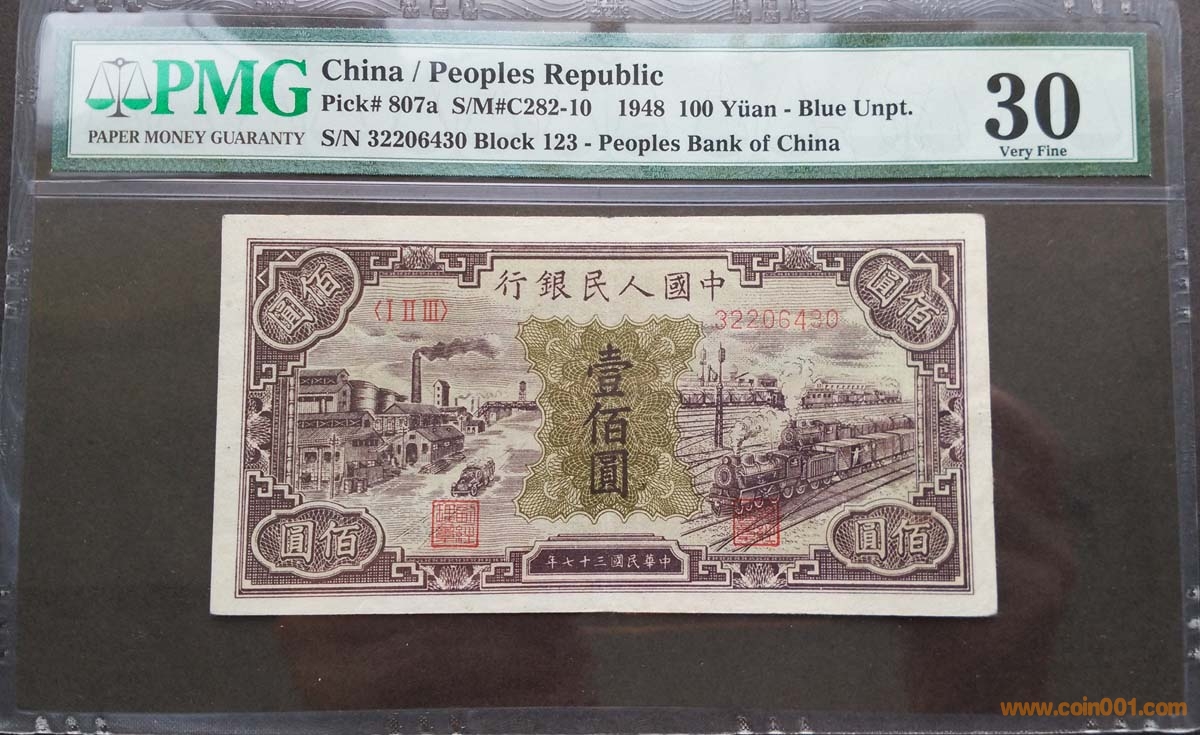 PMG
PAPER MONEY GUARANTY
China / Peoples Republic
Pick# 807a S/M#C282-10 1948 100 Yüan - Blue Unpt.
S/N 32206430 Block 123 - Peoples Bank of China
30
Very Fine
行銀民人國中
佰圓
圓佰
〈I II III〉
32206430
壹佰圓
圓佰
圓佰
年七十三國民華中
www.coin001.com